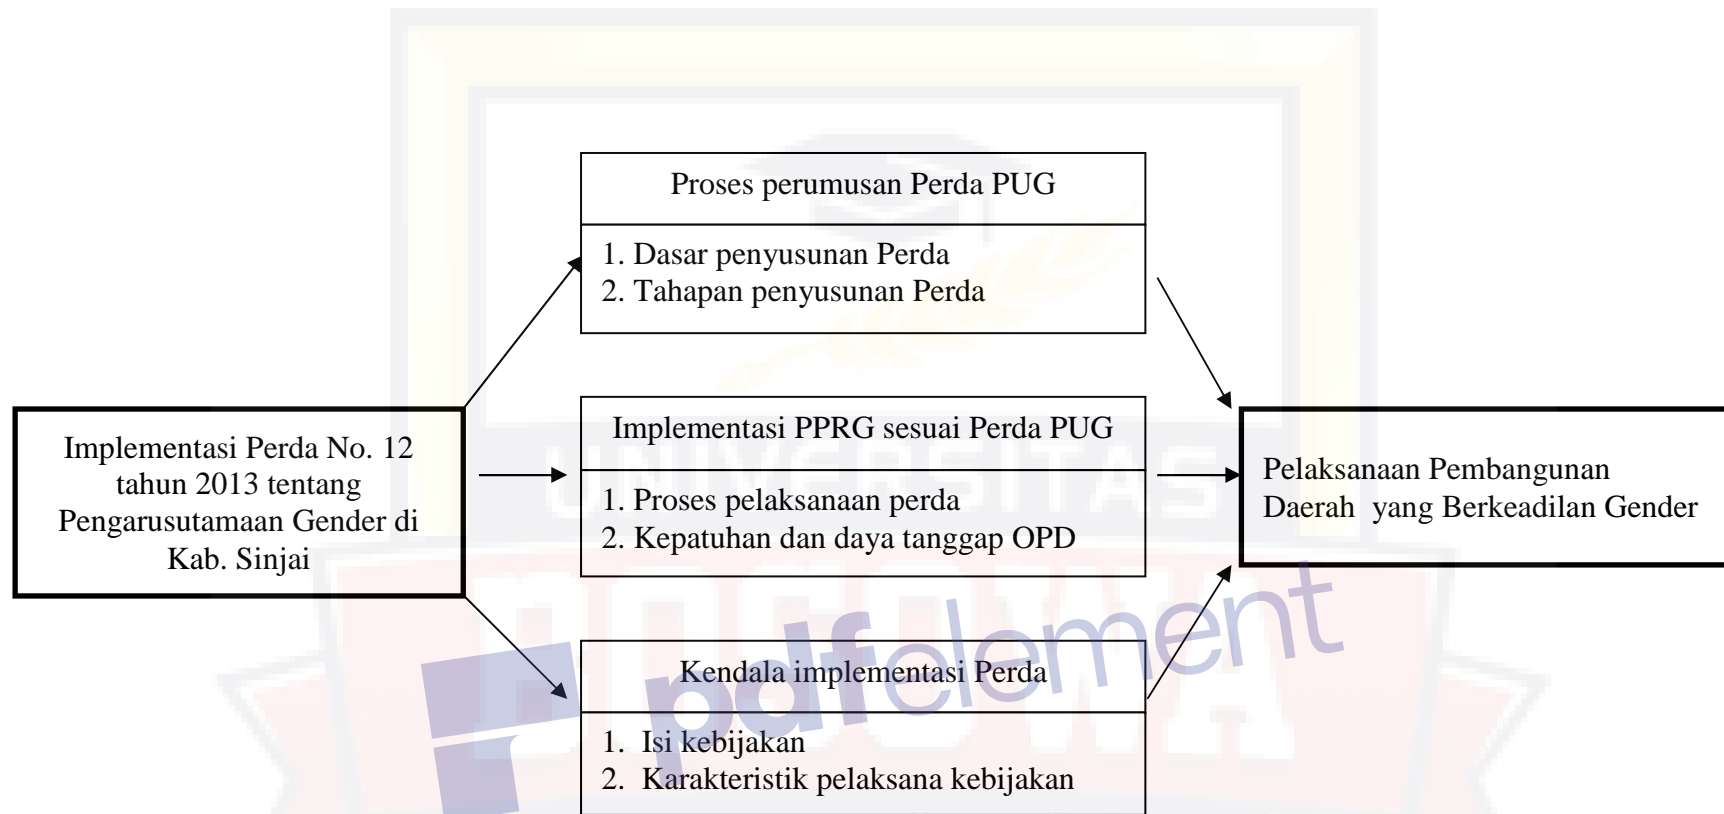 Proses perumusan Perda PUG
1. Dasar penyusunan Perda
2. Tahapan penyusunan Perda
Implementasi Perda No. 12
tahun 2013 tentang
Pengarusutamaan Gender di
Kab. Sinjai
Implementasi PPRG sesuai Perda PUG
1. Proses pelaksanaan perda
2. Kepatuhan dan daya tanggap OPD
Pelaksanaan Pembangunan
Daerah yang Berkeadilan Gender
Kendala implementasi Perda
1. Isi kebijakan
2. Karakteristik pelaksana kebijakan
UNIVERSITAS
BOSOWA
pdfelement